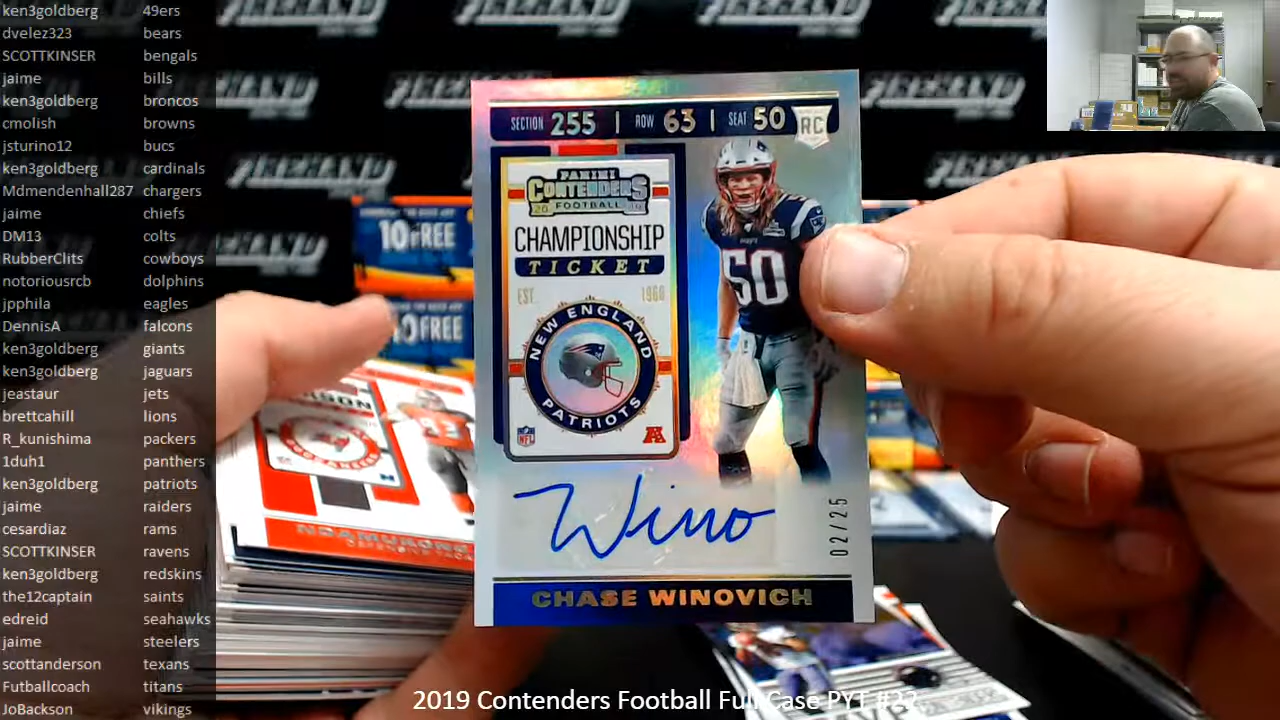 ken3goldberg 49ers
dvelez323 bears
SCOTTKINSER bengals
jaime bills
ken3goldberg broncos
cmolish browns
jsturino12 bucs
ken3goldberg cardinals
Mdmendenhall287 chargers
jaime chiefs
DM13 colts
RubberClits cowboys
notoriousrcb dolphins
jpphila eagles
DennisA falcons
ken3goldberg giants
ken3goldberg jaguars
jeastaur jets
brettcahill lions
R_kunishima packers
1duh1 panthers
ken3goldberg patriots
jaime raiders
cesardiaz rams
SCOTTKINSER ravens
ken3goldberg redskins
the12captain saints
edreid seahawks
jaime steelers
scottanderson texans
Futballcoach titans
JoBackson vikings
FIREHAND
SECTION 255 | ROW 63 | SEAT 50
RC
PANINI
CONTENDERS
FOOTBALL
CHAMPIONSHIP
TICKET
EST. 1960
NEW ENGLAND
PATRIOTS
NFL
A
50
Wino
02/25
CHASE WINOVICH
10 FREE
FREE
2019 Contenders Football Full Case PYT #22